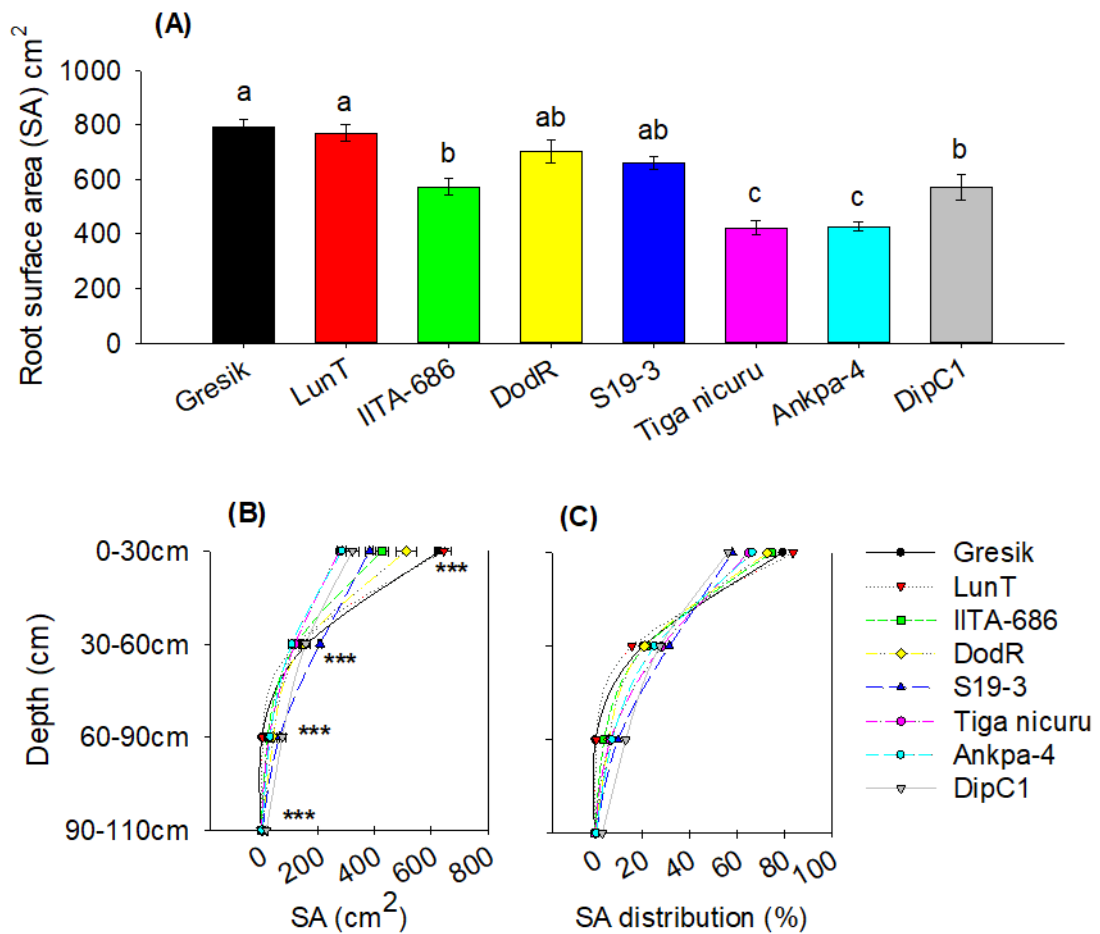 (A)
Root surface area (SA) cm²
1000
800
600
400
200
0
a
a
b
ab
ab
c
c
b
Gresik
LunT
IITA-686
DodR
S19-3
Tiga nicuru
Ankpa-4
DipC1
(B)
Depth (cm)
0-30cm
30-60cm
60-90cm
90-110cm
***
***
***
***
0
200
400
600
800
SA (cm²)
(C)
0
20
40
60
80
100
SA distribution (%)
Gresik
LunT
IITA-686
DodR
S19-3
Tiga nicuru
Ankpa-4
DipC1